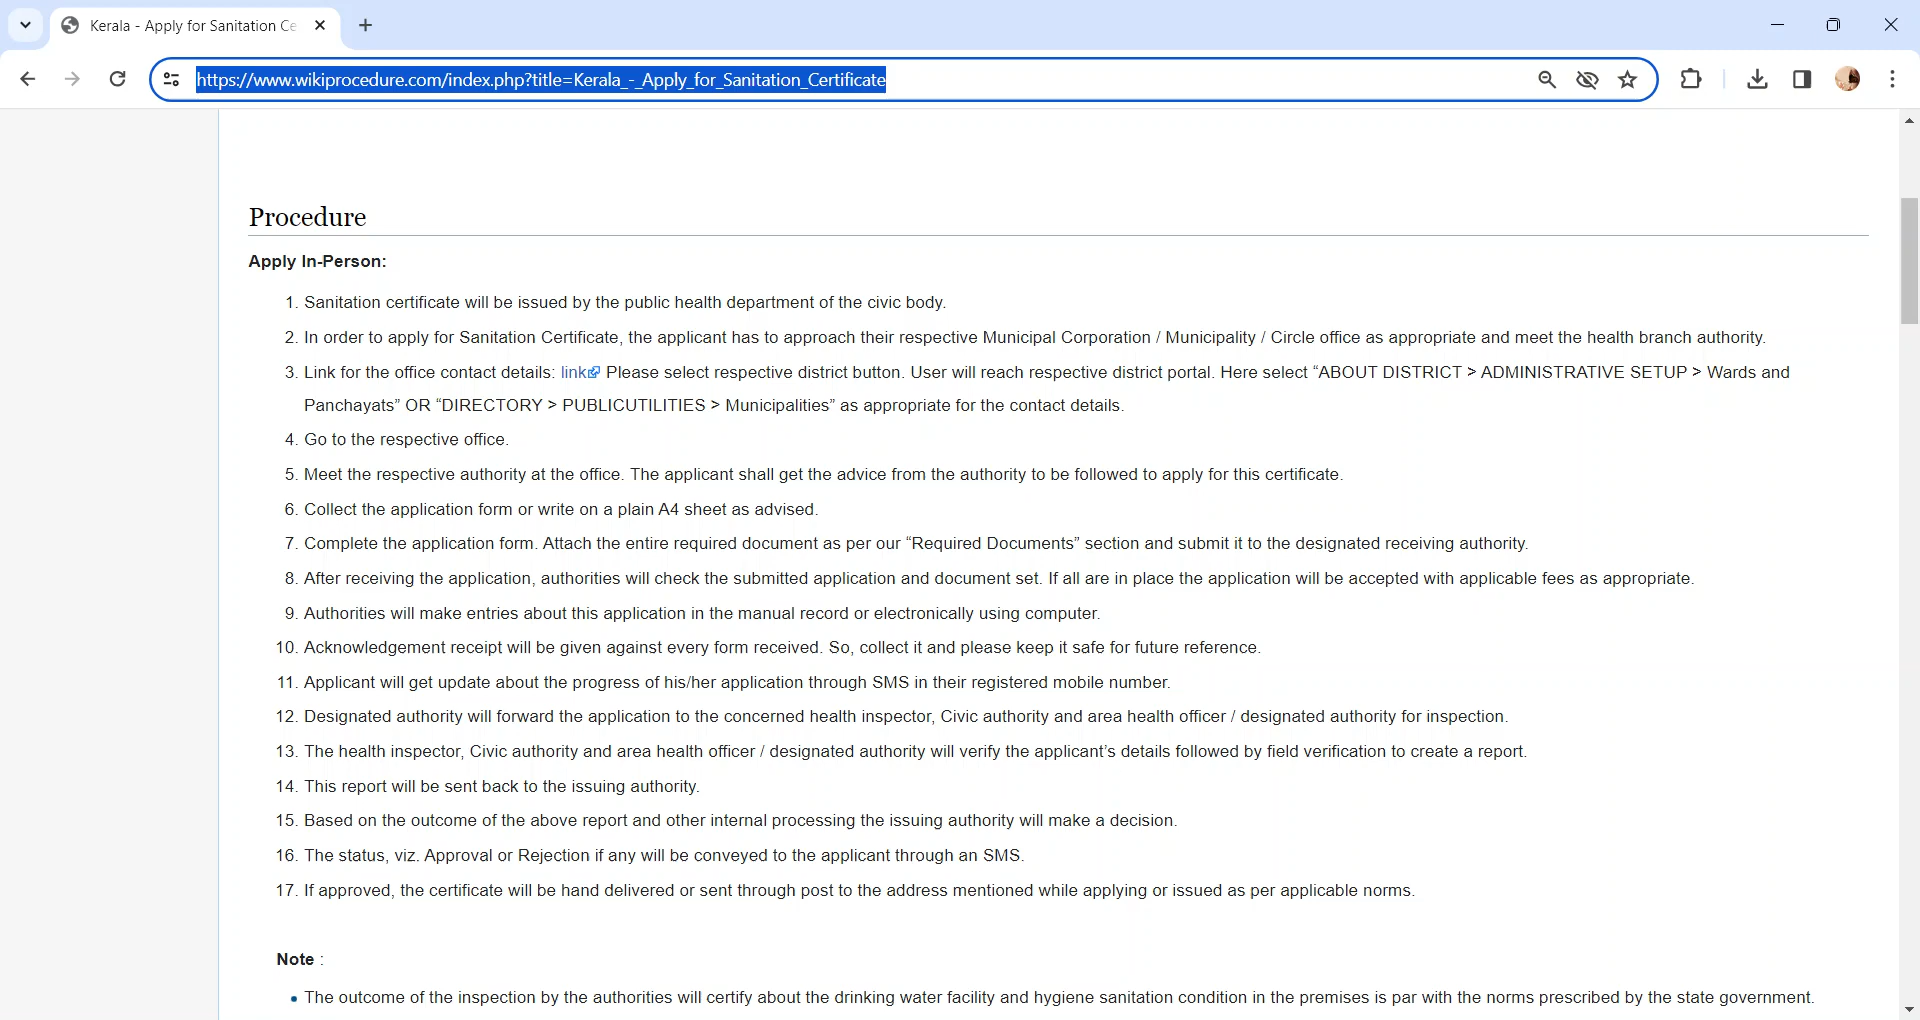 Kerala - Apply for Sanitation Ce
https://www.wikiprocedure.com/index.php?title=Kerala_-_Apply_for_Sanitation_Certificate
Procedure
Apply In-Person:
1. Sanitation certificate will be issued by the public health department of the civic body.
2. In order to apply for Sanitation Certificate, the applicant has to approach their respective Municipal Corporation / Municipality / Circle office as appropriate and meet the health branch authority.
3. Link for the office contact details: link Please select respective district button. User will reach respective district portal. Here select “ABOUT DISTRICT > ADMINISTRATIVE SETUP > Wards and
Panchayats” OR “DIRECTORY > PUBLICUTILITIES > Municipalities” as appropriate for the contact details.
4. Go to the respective office.
5. Meet the respective authority at the office. The applicant shall get the advice from the authority to be followed to apply for this certificate.
6. Collect the application form or write on a plain A4 sheet as advised.
7. Complete the application form. Attach the entire required document as per our “Required Documents” section and submit it to the designated receiving authority.
8. After receiving the application, authorities will check the submitted application and document set. If all are in place the application will be accepted with applicable fees as appropriate.
9. Authorities will make entries about this application in the manual record or electronically using computer.
10. Acknowledgement receipt will be given against every form received. So, collect it and please keep it safe for future reference.
11. Applicant will get update about the progress of his/her application through SMS in their registered mobile number.
12. Designated authority will forward the application to the concerned health inspector, Civic authority and area health officer / designated authority for inspection.
13. The health inspector, Civic authority and area health officer / designated authority will verify the applicant’s details followed by field verification to create a report.
14. This report will be sent back to the issuing authority.
15. Based on the outcome of the above report and other internal processing the issuing authority will make a decision.
16. The status, viz. Approval or Rejection if any will be conveyed to the applicant through an SMS.
17. If approved, the certificate will be hand delivered or sent through post to the address mentioned while applying or issued as per applicable norms.
Note :
• The outcome of the inspection by the authorities will certify about the drinking water facility and hygiene sanitation condition in the premises is par with the norms prescribed by the state government.